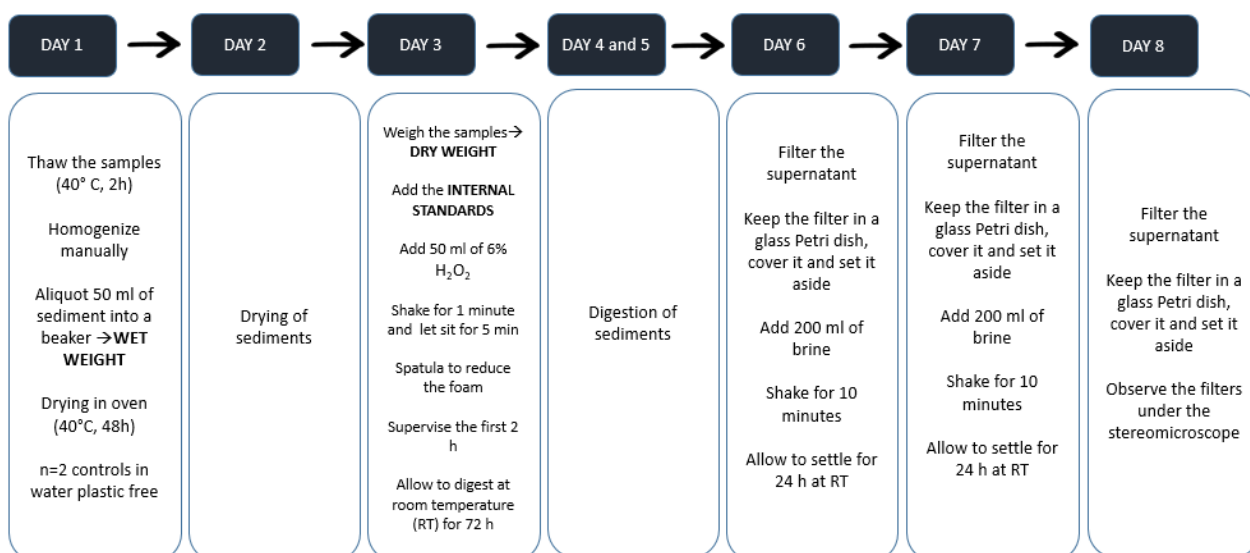 DAY 1
DAY 2
DAY 3
DAY 4 and 5
DAY 6
DAY 7
DAY 8
Thaw the samples
(40° C, 2h)
Homogenize
manually
Aliquot 50 ml of
sediment into a
beaker →WET
WEIGHT
Drying in oven
(40°C, 48h)
n=2 controls in
water plastic free
Drying of
sediments
Weigh the samples→
DRY WEIGHT
Add the INTERNAL
STANDARDS
Add 50 ml of 6%
H₂O₂
Shake for 1 minute
and let sit for 5 min
Spatula to reduce
the foam
Supervise the first 2
h
Allow to digest at
room temperature
(RT) for 72 h
Digestion of
sediments
Filter the
supernatant
Keep the filter in a
glass Petri dish,
cover it and set it
aside
Add 200 ml of
brine
Shake for 10
minutes
Allow to settle for
24 h at RT
Filter the
supernatant
Keep the filter in a
glass Petri dish,
cover it and set it
aside
Add 200 ml of
brine
Shake for 10
minutes
Allow to settle for
24 h at RT
Filter the
supernatant
Keep the filter in a
glass Petri dish,
cover it and set it
aside
Observe the filters
under the
stereomicroscope